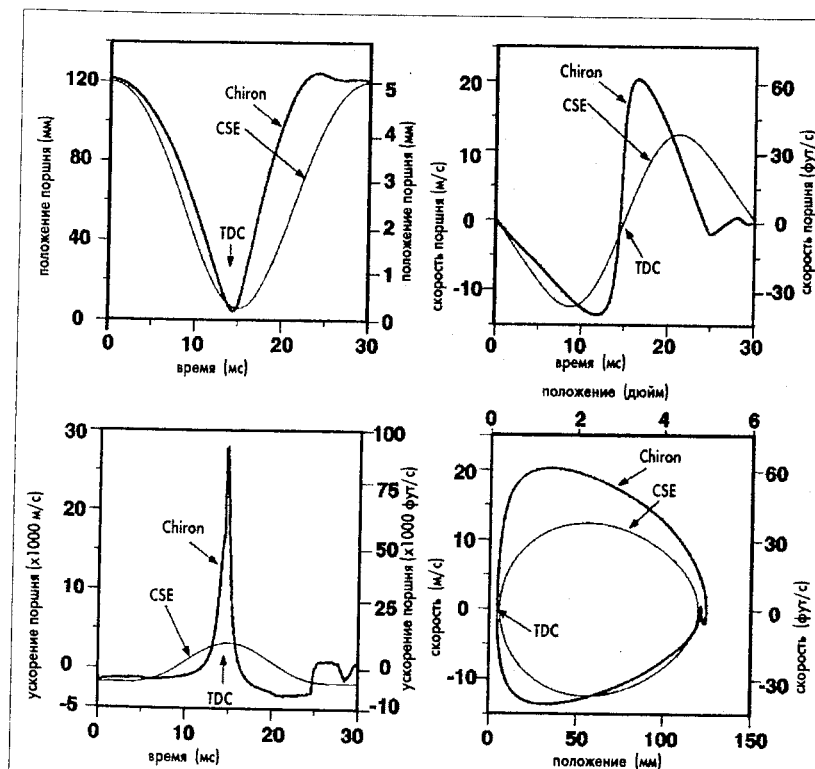 120
80
40
0
положение поршня (мм)
5
4
3
2
1
0
положение поршня (мм)
Chiron
CSE
TDC
0
10
20
30
время (мс)
20
10
0
-10
скорость поршня (м/с)
60
30
0
-30
скорость поршня (фут/с)
Chiron
CSE
TDC
0
10
20
30
время (мс)
30
20
10
0
-5
ускорение поршня (x1000 м/с)
100
75
50
25
0
-10
ускорение поршня (x1000 фут/с)
Chiron
CSE
TDC
0
10
20
30
время (мс)
положение (дюйм)
0
2
4
6
20
10
0
-10
скорость (м/с)
60
30
0
-30
скорость (фут/с)
Chiron
CSE
TDC
0
50
100
150
положение (мм)